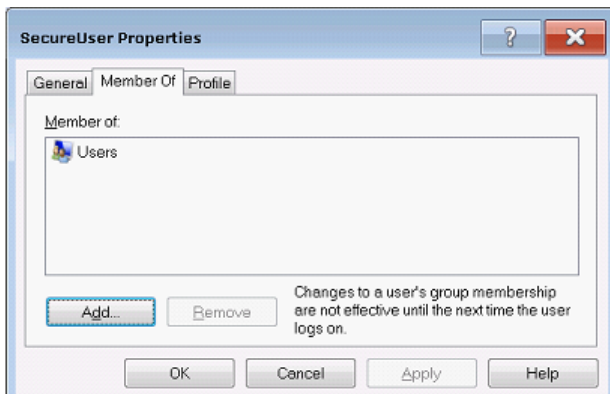 SecureUser Properties
?
General Member Of Profile
Member of:
Users
Add... Remove
Changes to a user's group membership
are not effective until the next time the user
logs on.
OK Cancel Apply Help